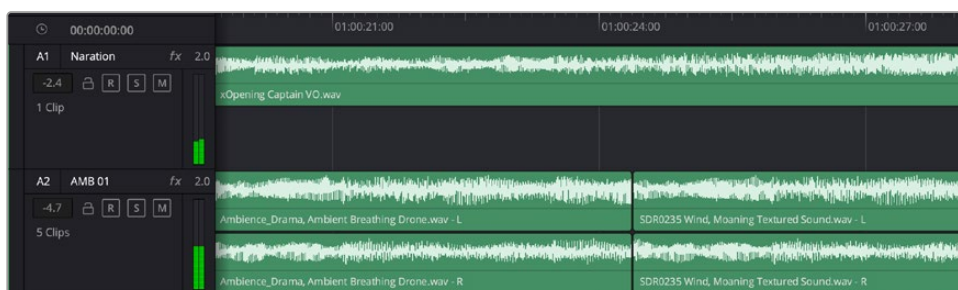 00:00:00:00 01:00:21:00 01:00:24:00 01:00:27:00
A1 Naration fx 2.0
-2.4 R S M
1 Clip
xOpening Captain VO.wav
A2 AMB 01 fx 2.0
-4.7 R S M
5 Clips
Ambience_Drama, Ambient Breathing Drone.wav - L
SDR0235 Wind, Moaning Textured Sound.wav - L
Ambience_Drama, Ambient Breathing Drone.wav - R
SDR0235 Wind, Moaning Textured Sound.wav - R